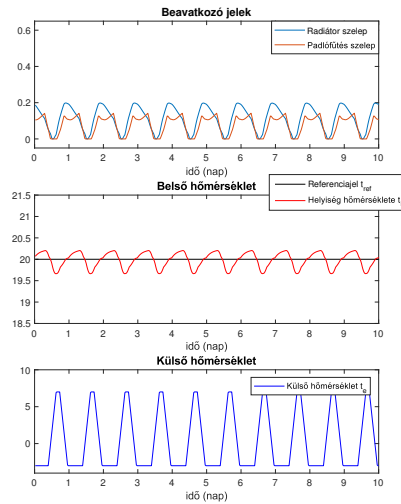 Beavatkozó jelek
Radiátor szelep
Padlófűtés szelep
0.6
0.4
0.2
0
0 1 2 3 4 5 6 7 8 9 10
idő (nap)
Belső hőmérséklet
Referenciajel t_ref
Helyiség hőmérséklete t
21.5
21
20.5
20
19.5
19
18.5
0 1 2 3 4 5 6 7 8 9 10
idő (nap)
Külső hőmérséklet
Külső hőmérséklet t_e
10
5
0
0 1 2 3 4 5 6 7 8 9 10
idő (nap)